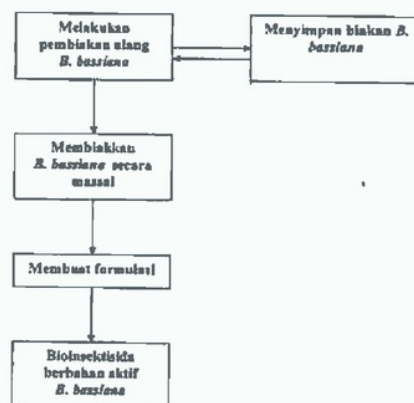 Melakukan
pembiakan ulang
B. bassiana
Menyimpan biakan B.
bassiana
Membiakkan
B. bassiana secara
massal
Membuat formulasi
Bioinsektisida
berbahan aktif
B. bassiana